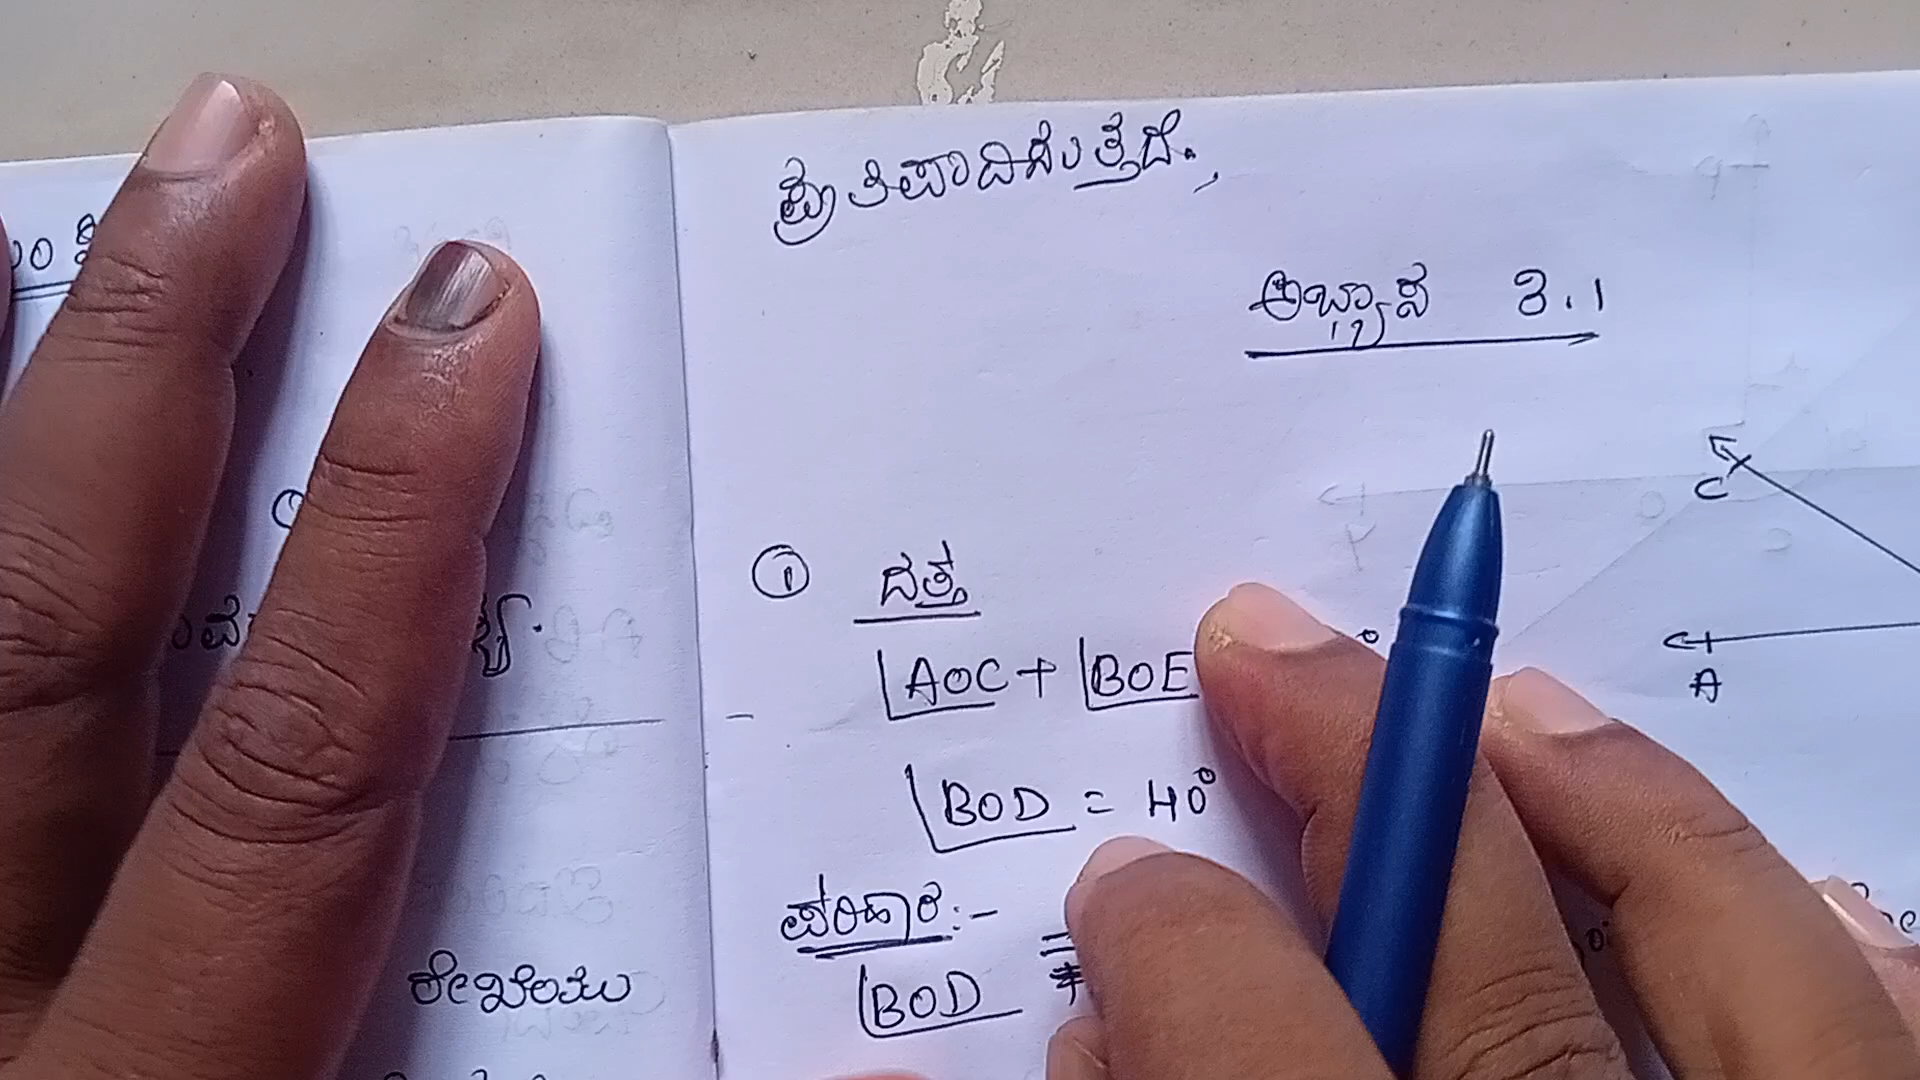 ಪ್ರತಿಪಾದಿಸುತ್ತದೆ.
ಅಭ್ಯಾಸ 3.1
① ದತ್ತ
C
∠AOC + ∠BOE
A
∠BOD = 40°
ಪರಿಹಾರ:-
∠BOD =
ರೇಖೆಯು